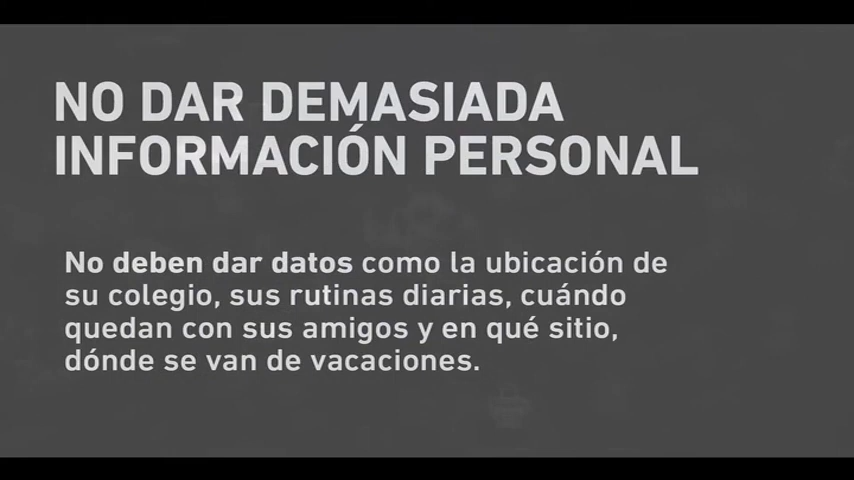 NO DAR DEMASIADA
INFORMACIÓN PERSONAL
No deben dar datos como la ubicación de
su colegio, sus rutinas diarias, cuándo
quedan con sus amigos y en qué sitio,
dónde se van de vacaciones.